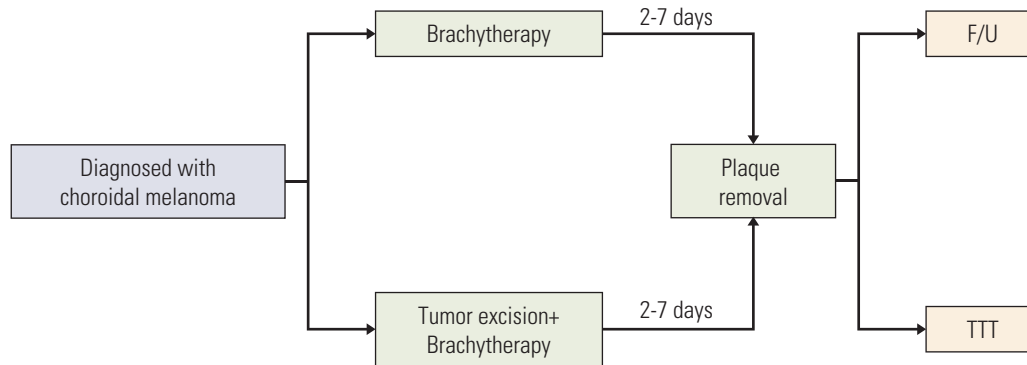 Brachytherapy
2-7 days
F/U
Diagnosed with
choroidal melanoma
Plaque
removal
Tumor excision+
Brachytherapy
2-7 days
TTT